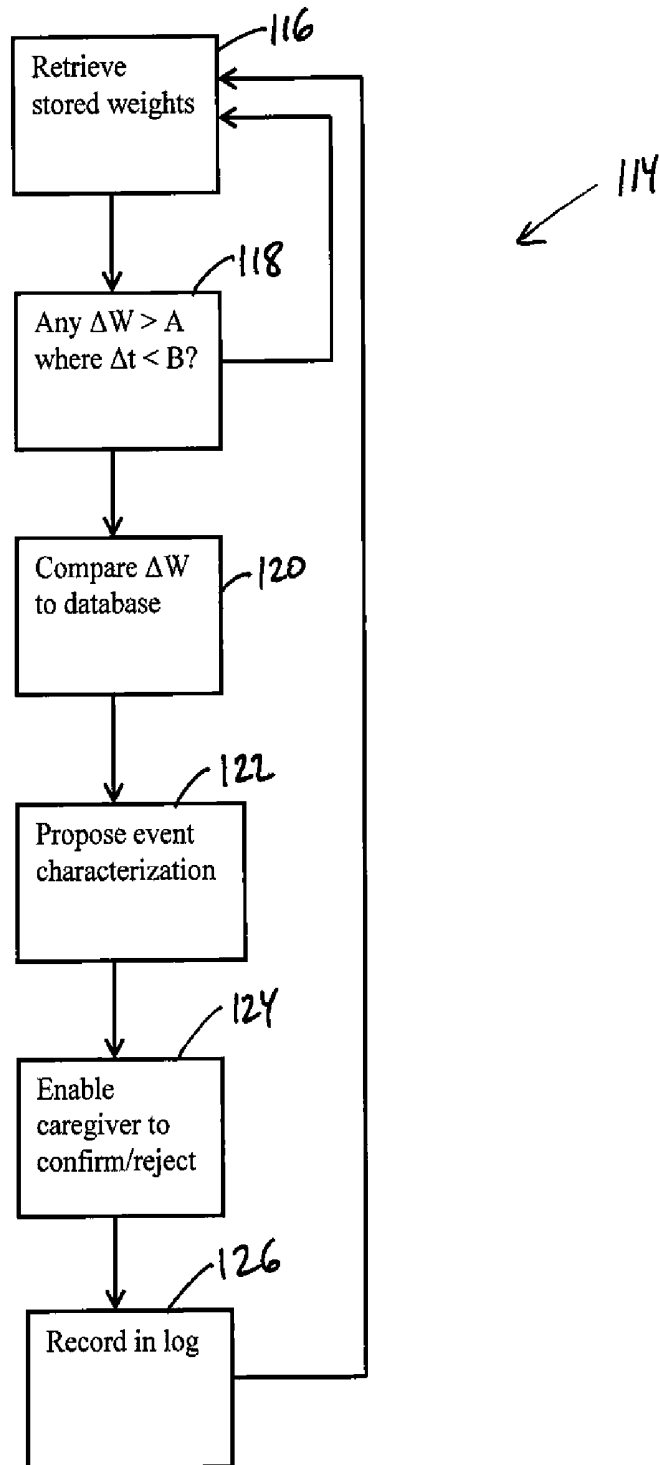 116
Retrieve
stored weights
114
118
Any ΔW > A
where Δt < B?
120
Compare ΔW
to database
122
Propose event
characterization
124
Enable
caregiver to
confirm/reject
126
Record in log